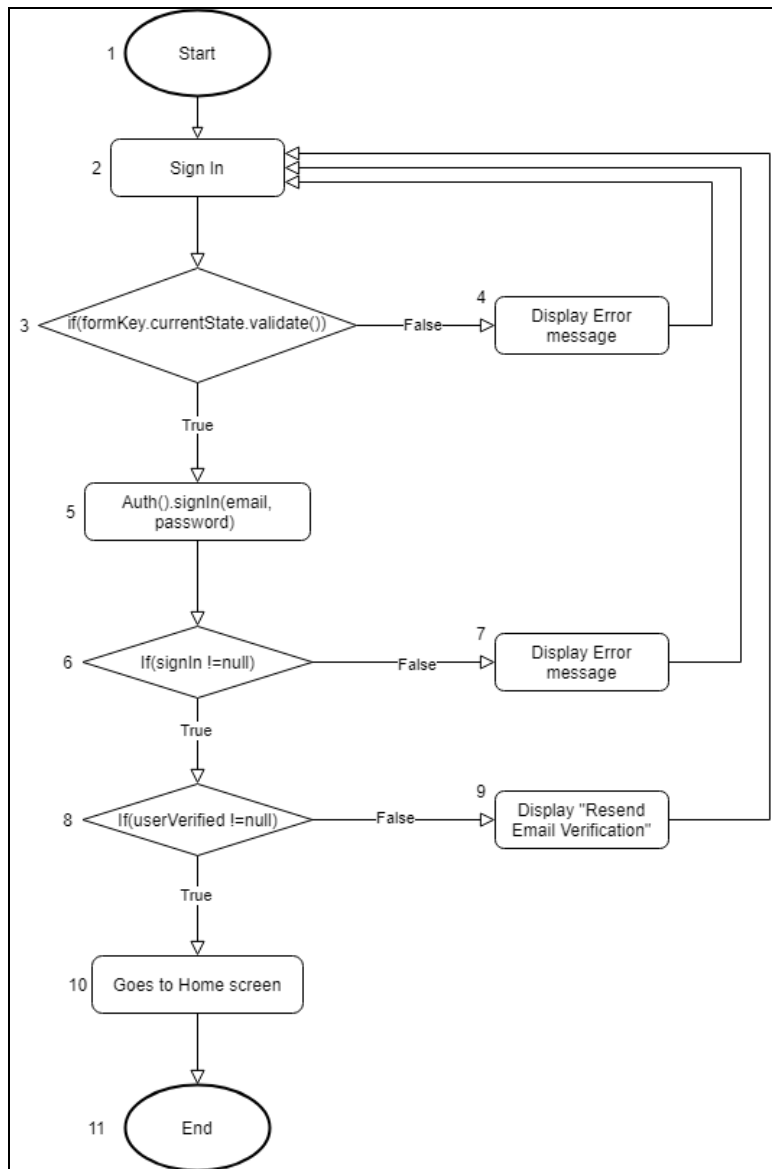 1
Start
2
Sign In
3
if(formKey.currentState.validate())
False
4
Display Error
message
True
5
Auth().signIn(email,
password)
6
If(signIn !=null)
False
7
Display Error
message
True
8
If(userVerified !=null)
False
9
Display "Resend
Email Verification"
True
10
Goes to Home screen
11
End